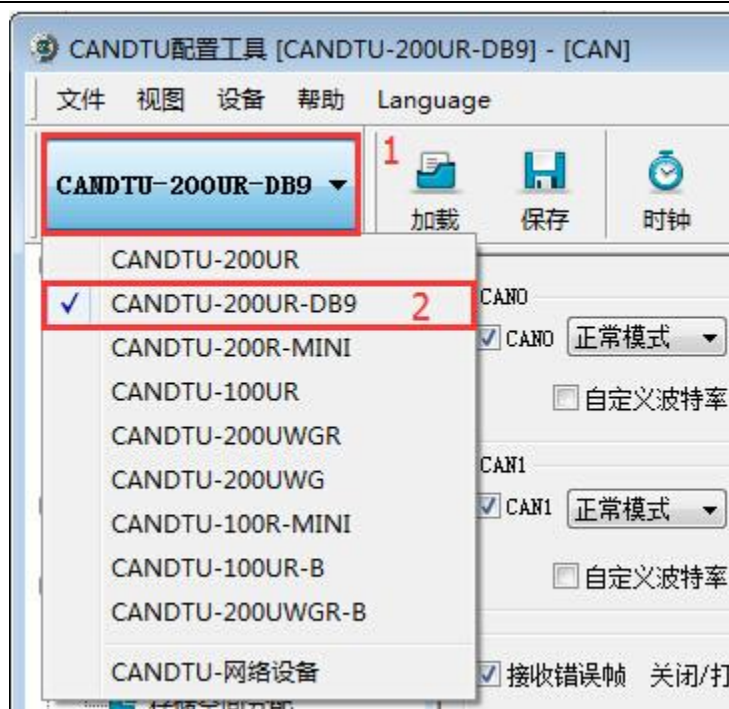 CANDTU配置工具 [CANDTU-200UR-DB9] - [CAN]
文件 视图 设备 帮助 Language
CANDTU-200UR-DB9 1
加载 保存 时钟
CANDTU-200UR
CANDTU-200UR-DB9 2
CANDTU-200R-MINI
CANDTU-100UR
CANDTU-200UWGR
CANDTU-200UWG
CANDTU-100R-MINI
CANDTU-100UR-B
CANDTU-200UWGR-B
CANDTU-网络设备
CAN0
CAN0 正常模式
自定义波特率
CAN1
CAN1 正常模式
自定义波特率
接收错误帧 关闭/打